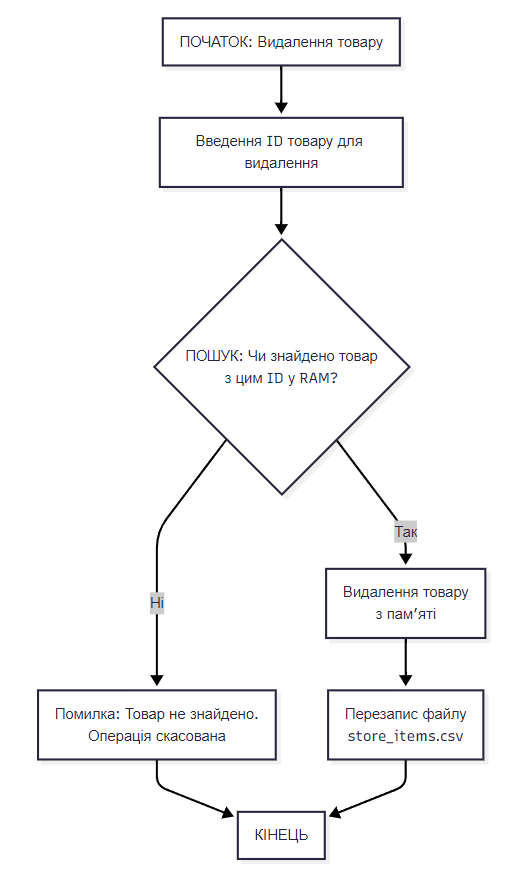 ПОЧАТОК: Видалення товару
Введення ID товару для
видалення
ПОШУК: Чи знайдено товар
з цим ID у RAM?
Так
Ні
Видалення товару
з пам’яті
Помилка: Товар не знайдено.
Операція скасована
Перезапис файлу
store_items.csv
КІНЕЦЬ